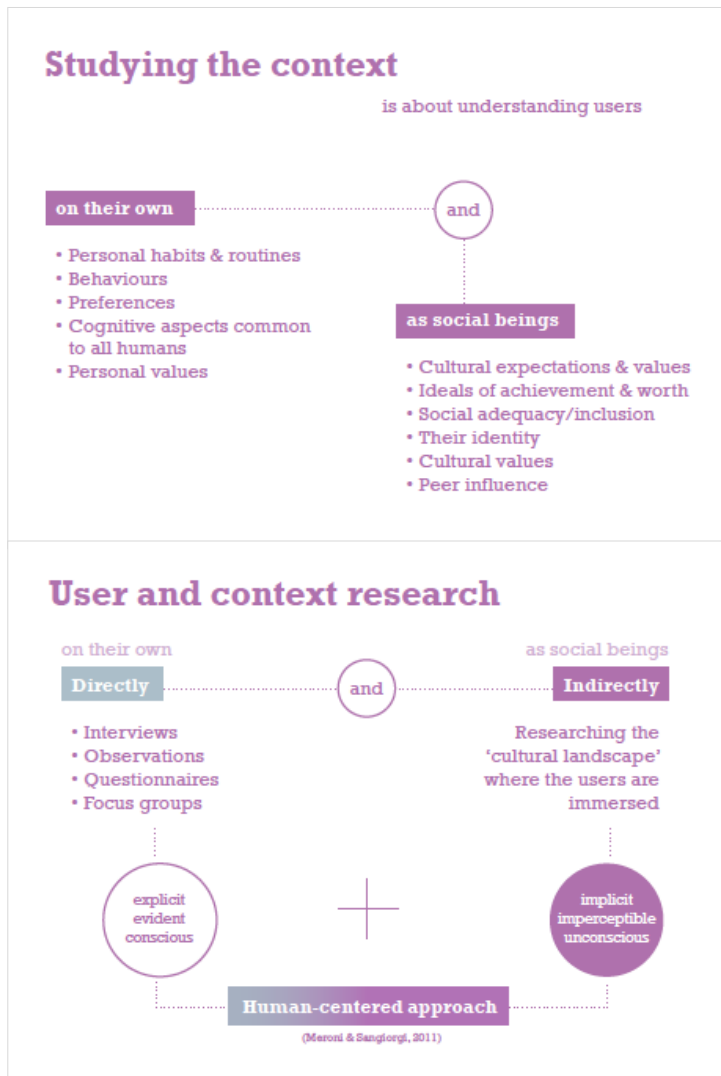 Studying the context
is about understanding users
on their own
and
• Personal habits & routines
• Behaviours
• Preferences
• Cognitive aspects common
to all humans
• Personal values
as social beings
• Cultural expectations & values
• Ideals of achievement & worth
• Social adequacy/inclusion
• Their identity
• Cultural values
• Peer influence
User and context research
on their own
as social beings
Directly
and
Indirectly
• Interviews
• Observations
• Questionnaires
• Focus groups
Researching the
‘cultural landscape’
where the users are
immersed
explicit
evident
conscious
implicit
imperceptible
unconscious
Human-centered approach
(Meroni & Sangiorgi, 2011)